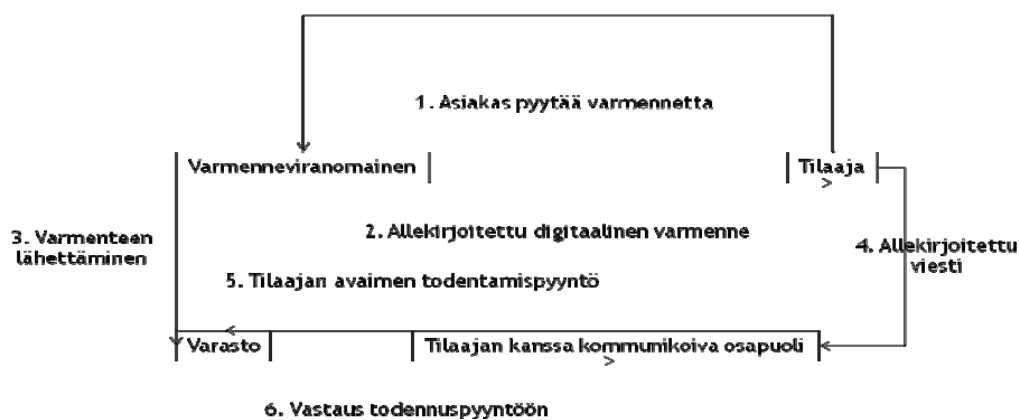 1. Asiakas pyytää varmennetta
Varmenneviranomainen
Tilaaja
3. Varmenteen
lähettäminen
2. Allekirjoitettu digitaalinen varmenne
4. Allekirjoitettu
viesti
5. Tilaajan avaimen todentamispyyntö
Varasto
Tilaajan kanssa kommunikoiva osapuoli
6. Vastaus todennuspyyntöön